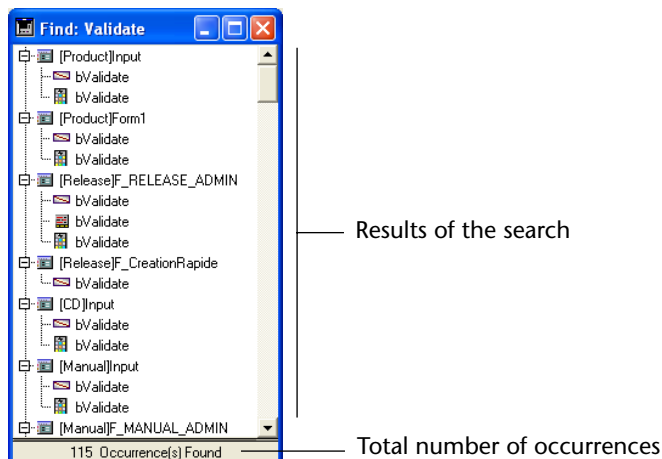 Find: Validate
[Product]Input
bValidate
bValidate
[Product]Form1
bValidate
bValidate
[Release]F_RELEASE_ADMIN
bValidate
bValidate
bValidate
[Release]F_CreationRapide
bValidate
[CD]Input
bValidate
bValidate
[Manual]Input
bValidate
bValidate
[Manual]F_MANUAL_ADMIN
115 Occurrence(s) Found
Results of the search
Total number of occurrences